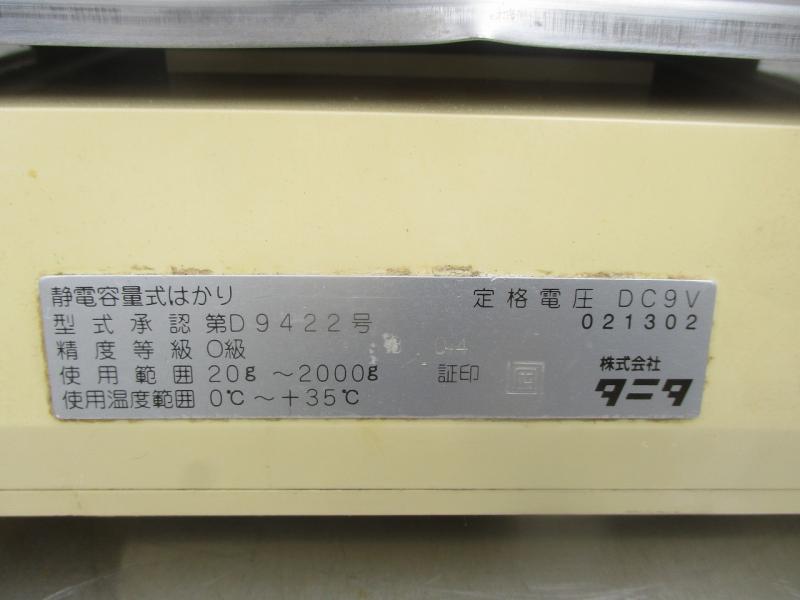 静電容量式はかり
定格電圧 DC9V
型式承認 第D9422号
021302
精度等級 O級
使用範囲 20g ～2000g
証印
株式会社
タニタ
使用温度範囲 0℃～+35℃